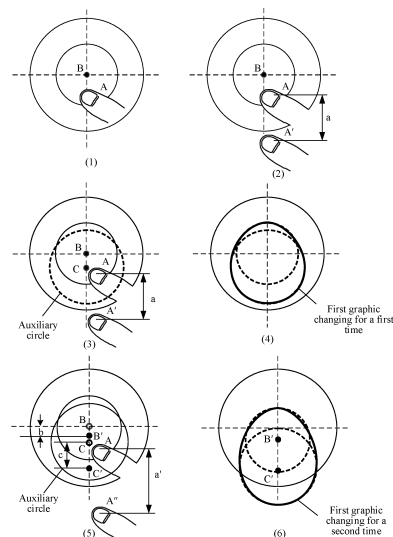 B
A
(1)
B
A
a
A'
(2)
B
A
C
a
A'
Auxiliary
circle
(3)
First graphic
changing for a first
time
(4)
B
b
B'
A
C
c
a'
C'
Auxiliary
circle
A"
(5)
B'
C'
First graphic
changing for a
second time
(6)